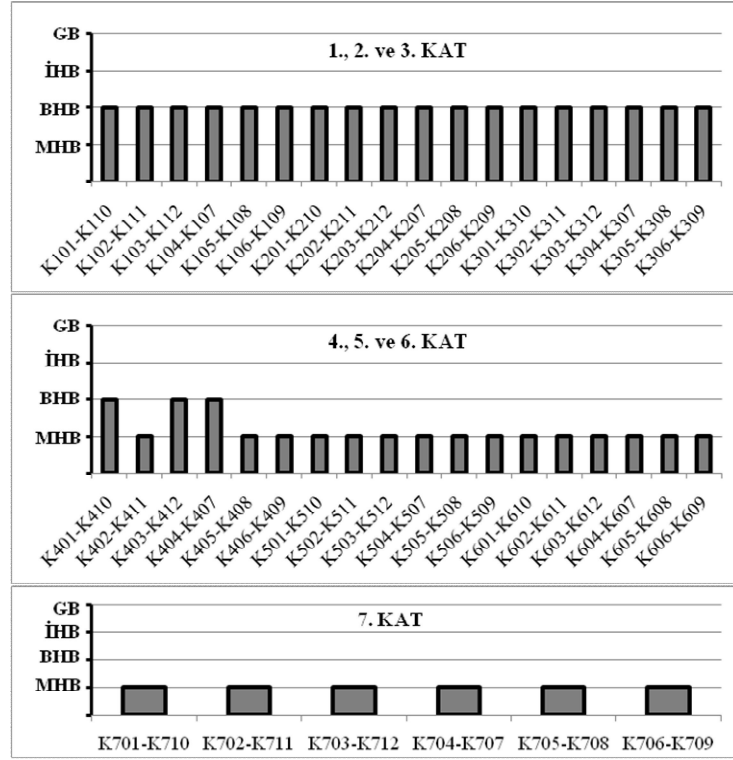 GB
1., 2. ve 3. KAT
İHB
BHB
MHB
K101-K110
K102-K111
K103-K112
K104-K107
K105-K108
K106-K109
K201-K210
K202-K211
K203-K212
K204-K207
K205-K208
K206-K209
K301-K310
K302-K311
K303-K312
K304-K307
K305-K308
K306-K309
GB
4., 5. ve 6. KAT
İHB
BHB
MHB
K401-K410
K402-K411
K403-K412
K404-K407
K405-K408
K406-K409
K501-K510
K502-K511
K503-K512
K504-K507
K505-K508
K506-K509
K601-K610
K602-K611
K603-K612
K604-K607
K605-K608
K606-K609
GB
7. KAT
İHB
BHB
MHB
K701-K710 K702-K711 K703-K712 K704-K707 K705-K708 K706-K709